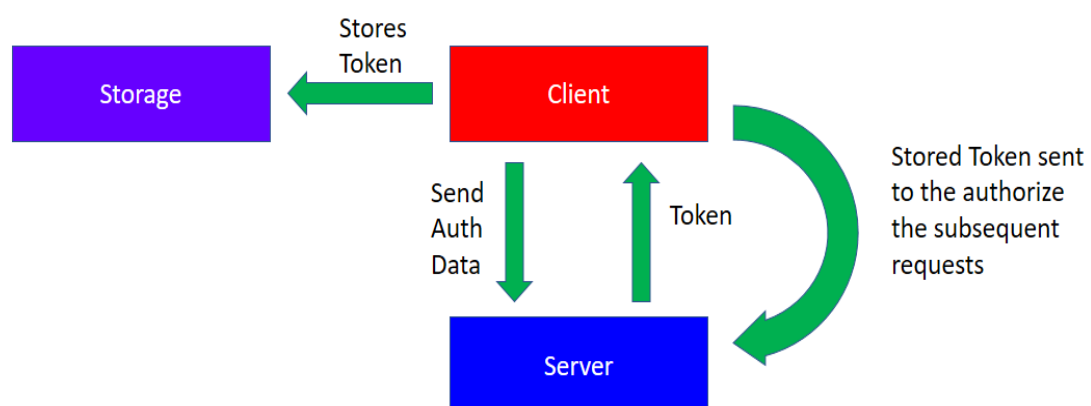 Stores
Token
Storage
Client
Send
Auth
Data
Token
Stored Token sent
to the authorize
the subsequent
requests
Server